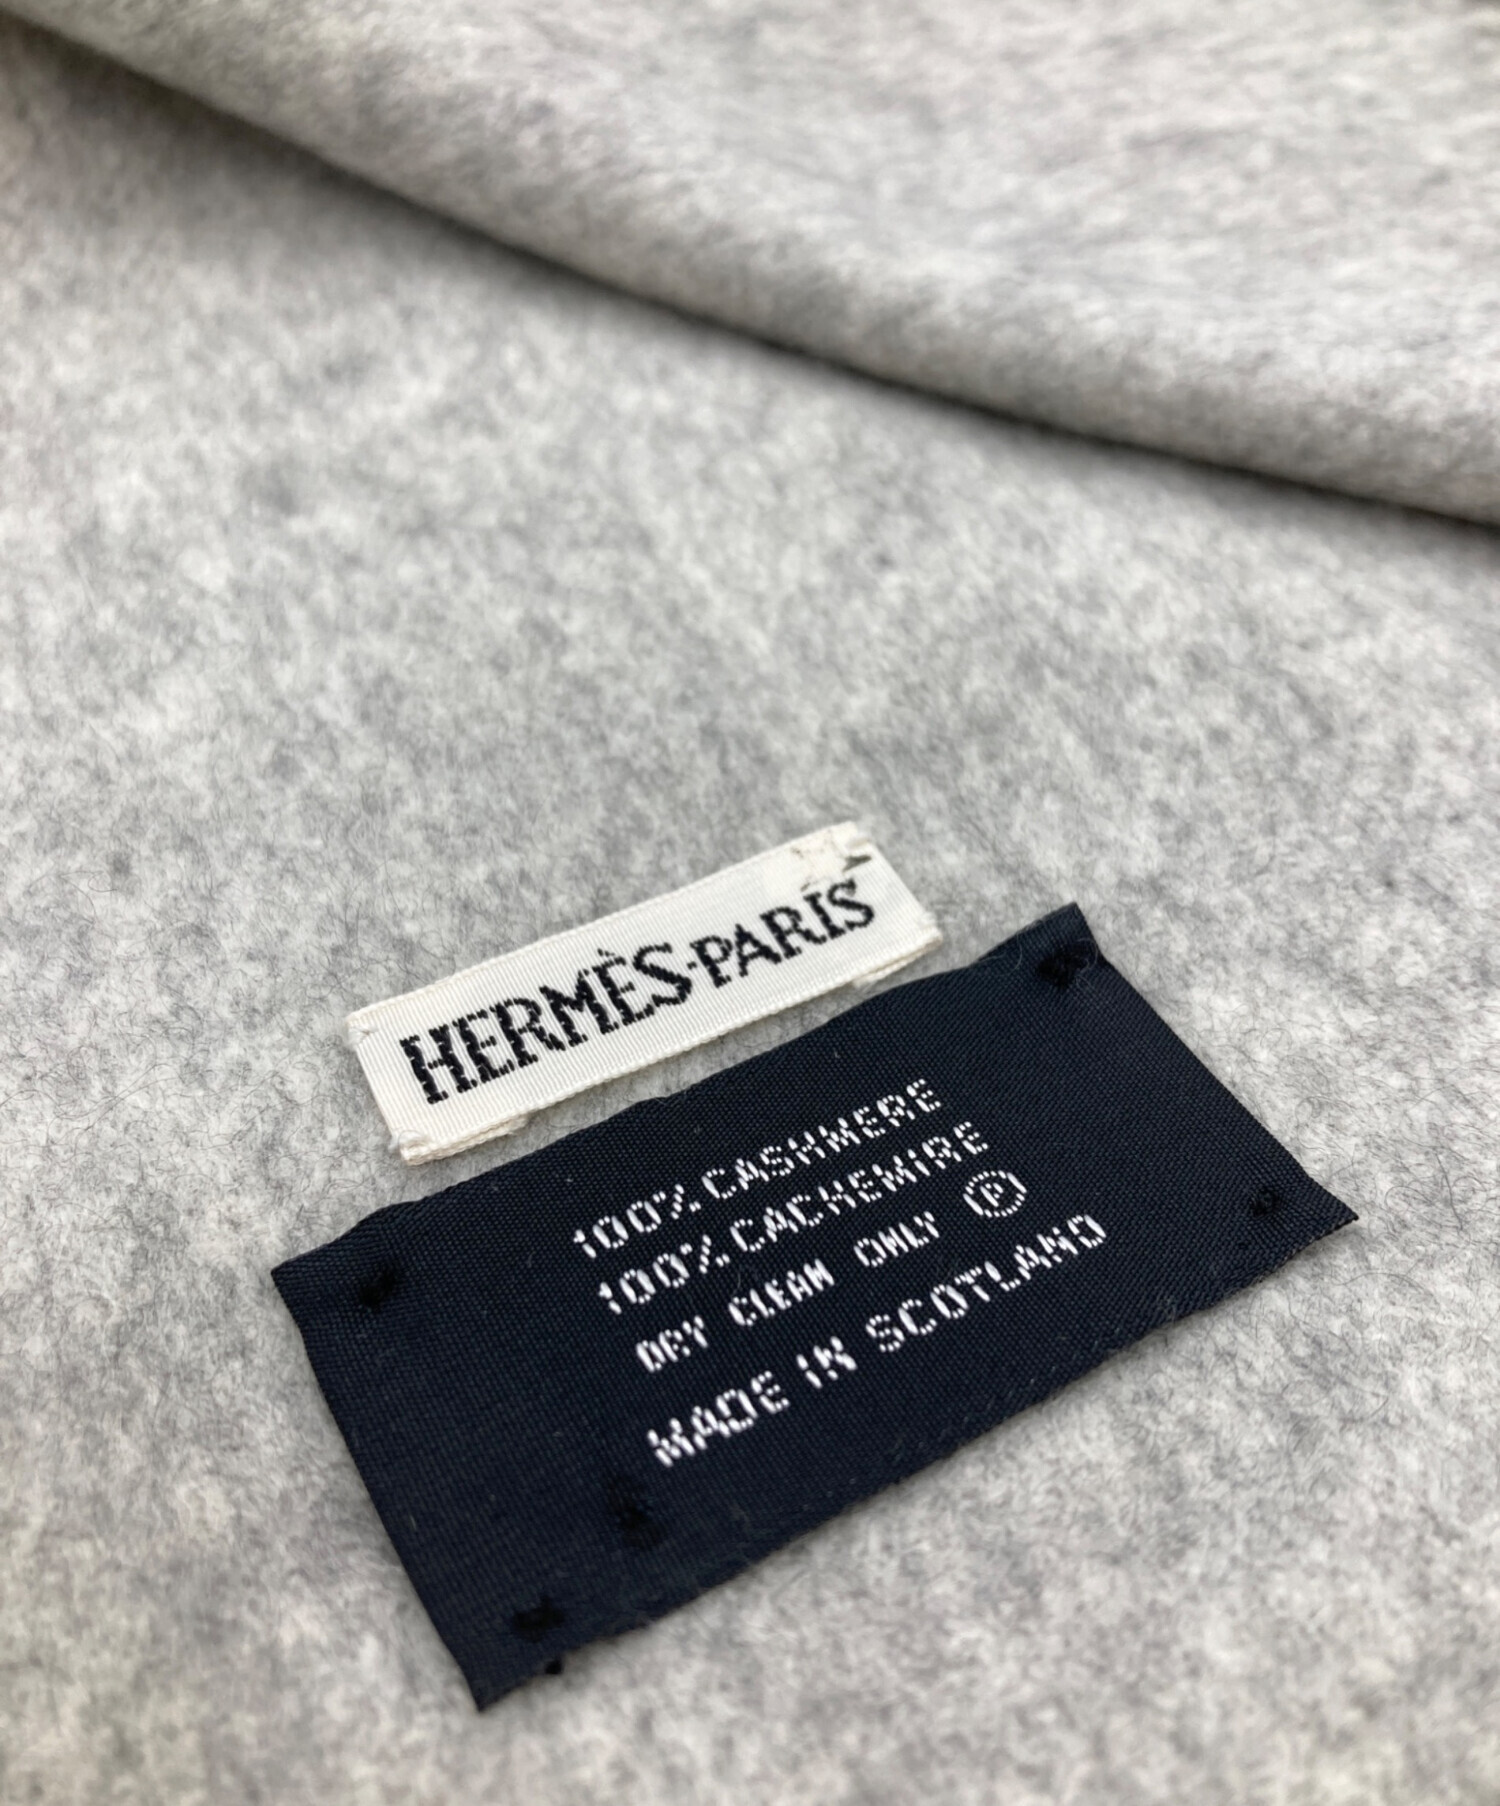 HERMÈS-PARIS
100% CASHMERE
100% CACHEMIRE
DRY CLEAN ONLY Ⓟ
MADE IN SCOTLAND